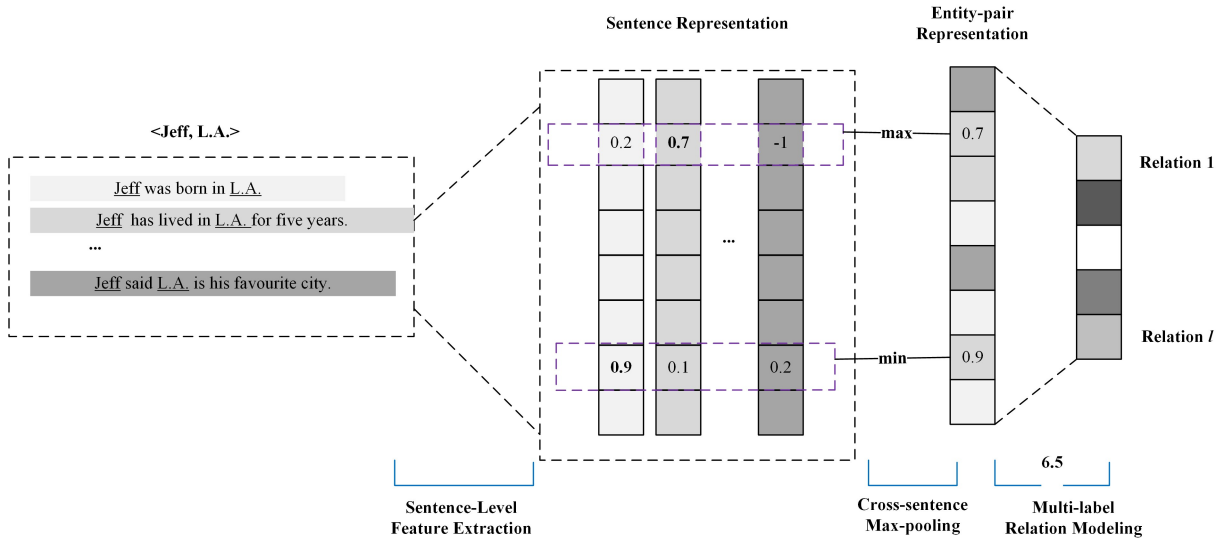 Sentence Representation
Entity-pair
Representation
<Jeff, L.A.>
Jeff was born in L.A.
Jeff has lived in L.A. for five years.
...
Jeff said L.A. is his favourite city.
0.2
0.7
-1
...
0.9
0.1
0.2
max
min
0.7
0.9
Relation 1
Relation l
Sentence-Level
Feature Extraction
Cross-sentence
Max-pooling
6.5
Multi-label
Relation Modeling